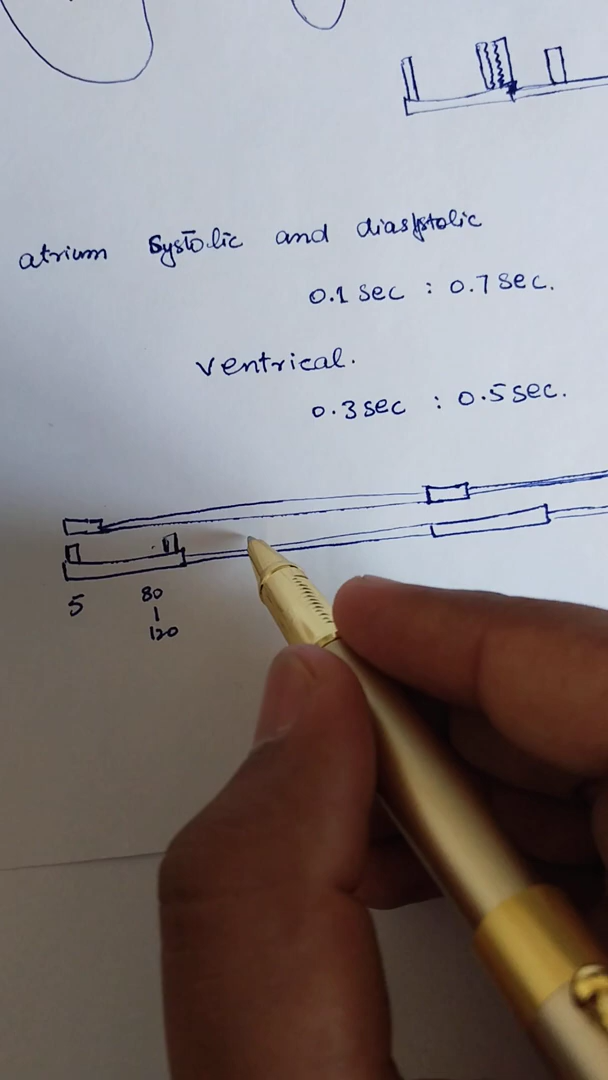 atrium systolic and diasystolic
0.1 sec : 0.7 sec.
ventrical.
0.3 sec : 0.5 sec.
5 80
|
120